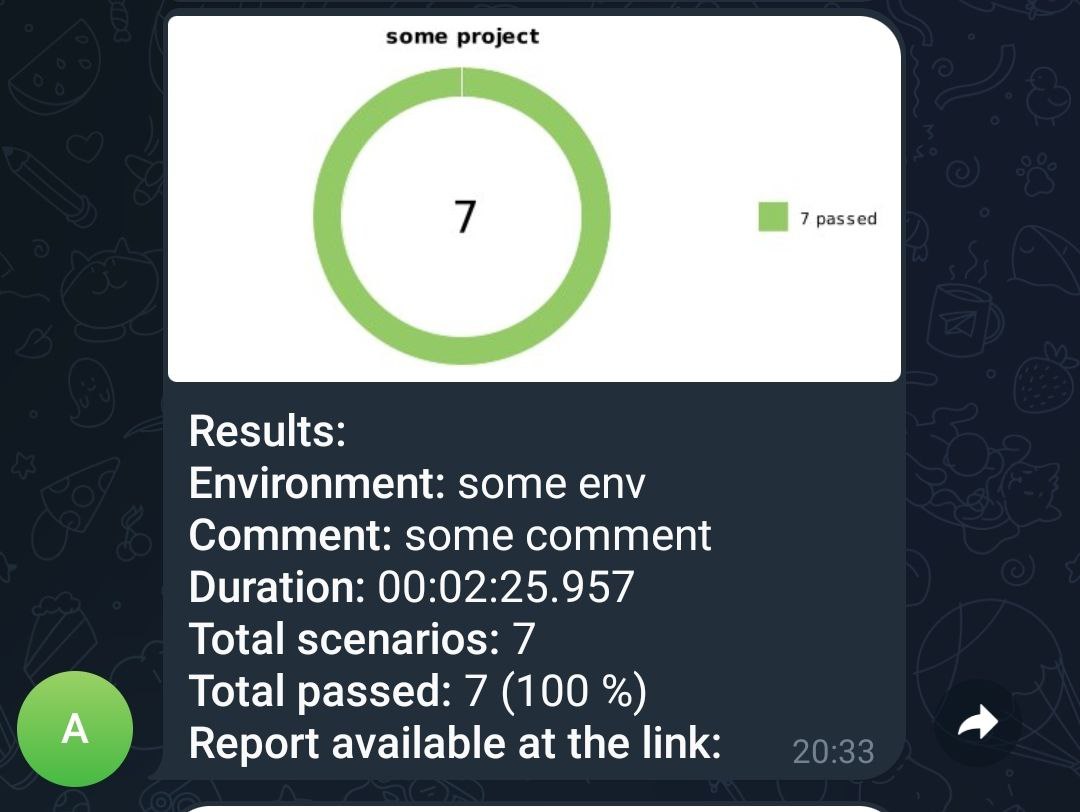 some project
7
7 passed
Results:
Environment: some env
Comment: some comment
Duration: 00:02:25.957
Total scenarios: 7
Total passed: 7 (100 %)
Report available at the link:
20:33
A